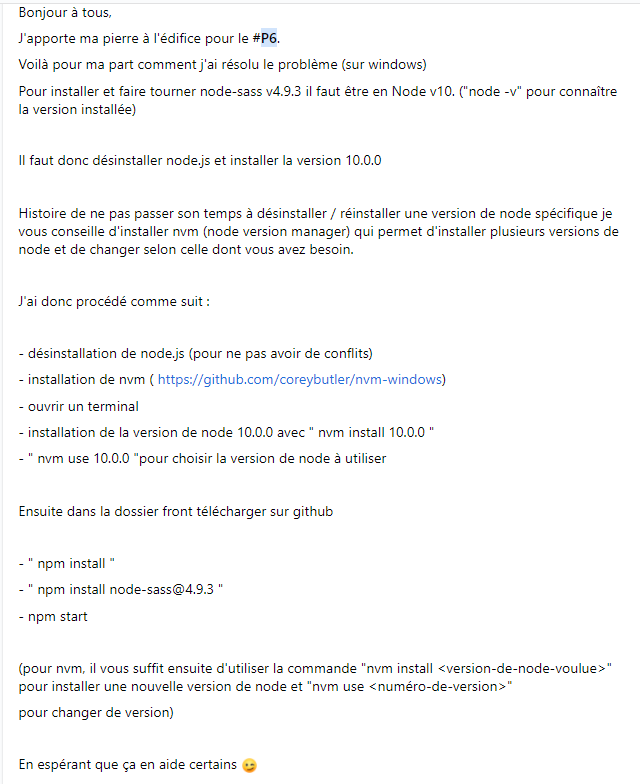 Bonjour à tous,
J'apporte ma pierre à l'édifice pour le #P6.
Voilà pour ma part comment j'ai résolu le problème (sur windows)
Pour installer et faire tourner node-sass v4.9.3 il faut être en Node v10. ("node -v" pour connaître
la version installée)
Il faut donc désinstaller node.js et installer la version 10.0.0
Histoire de ne pas passer son temps à désinstaller / réinstaller une version de node spécifique je
vous conseille d'installer nvm (node version manager) qui permet d'installer plusieurs versions de
node et de changer selon celle dont vous avez besoin.
J'ai donc procédé comme suit :
- désinstallation de node.js (pour ne pas avoir de conflits)
- installation de nvm ( https://github.com/coreybutler/nvm-windows)
- ouvrir un terminal
- installation de la version de node 10.0.0 avec " nvm install 10.0.0 "
- " nvm use 10.0.0 "pour choisir la version de node à utiliser
Ensuite dans la dossier front télécharger sur github
- " npm install "
- " npm install node-sass@4.9.3 "
- npm start
(pour nvm, il vous suffit ensuite d'utiliser la commande "nvm install <version-de-node-voulue>"
pour installer une nouvelle version de node et "nvm use <numéro-de-version>"
pour changer de version)
En espérant que ça en aide certains 😉